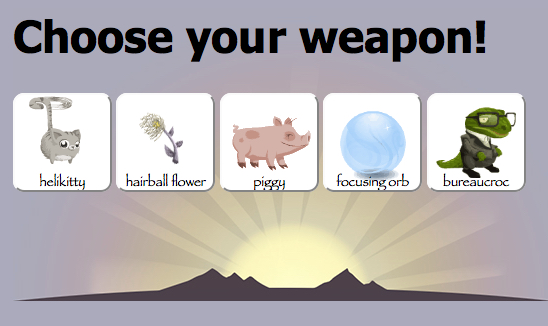 Choose your weapon!
helikitty
hairball flower
piggy
focusing orb
bureaucroc